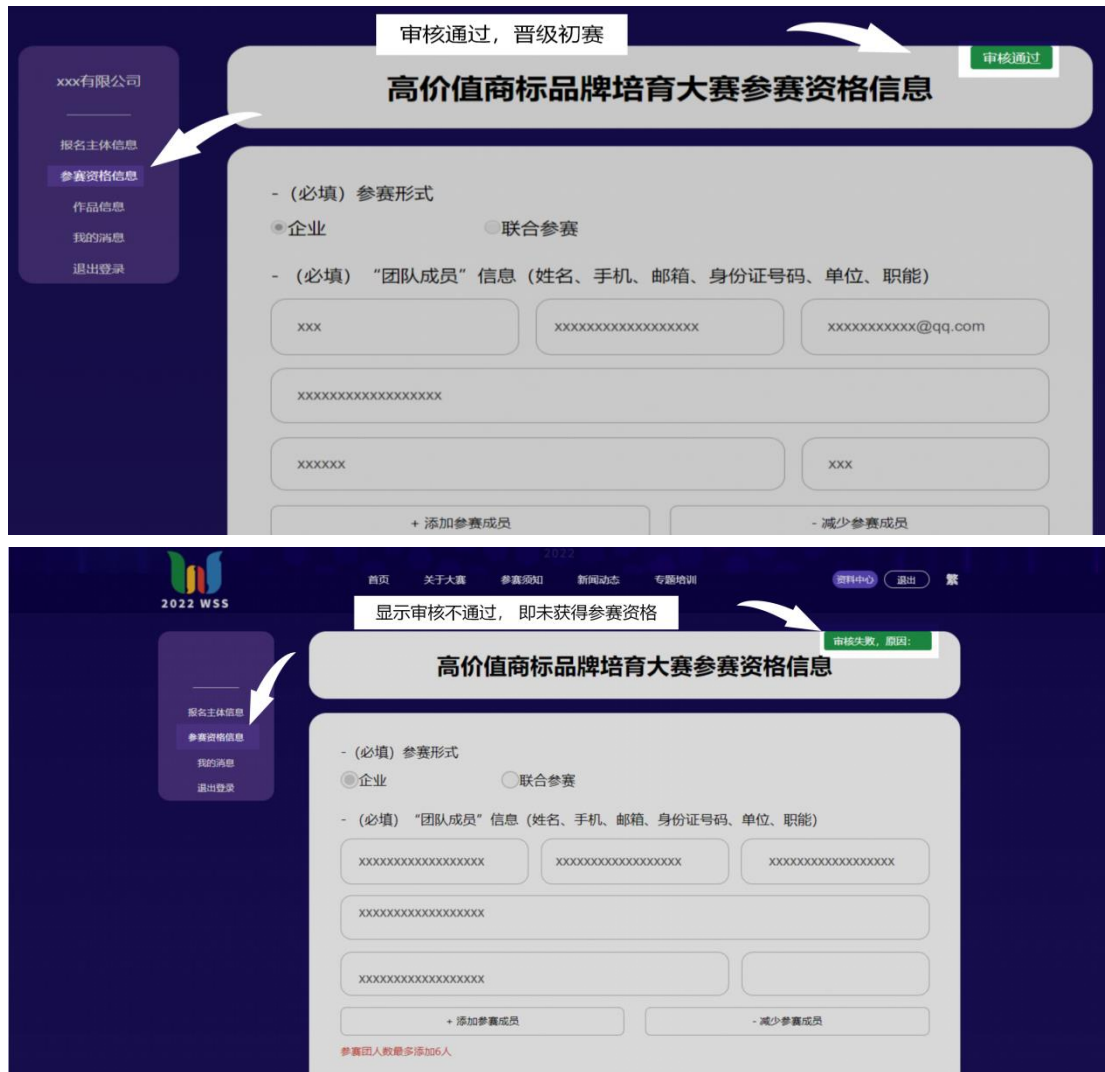 审核通过，晋级初赛
审核通过
高价值商标品牌培育大赛参赛资格信息
xxx有限公司
报名主体信息
参赛资格信息
作品信息
我的消息
退出登录
- （必填）参赛形式
企业 联合参赛
- （必填）“团队成员”信息（姓名、手机、邮箱、身份证号码、单位、职能）
xxx xxxxxxxxxxxxxxxxxx xxxxxxxxxxx@qq.com
xxxxxxxxxxxxxxxxxx
xxxxxx xxx
+ 添加参赛成员 - 减少参赛成员
2022
2022 WSS
首页 关于大赛 参赛须知 新闻动态 专题培训 资料中心 退出 繁
显示审核不通过， 即未获得参赛资格
审核失败，原因：
高价值商标品牌培育大赛参赛资格信息
报名主体信息
参赛资格信息
我的消息
退出登录
- （必填）参赛形式
企业 联合参赛
- （必填）“团队成员”信息（姓名、手机、邮箱、身份证号码、单位、职能）
xxxxxxxxxxxxxxxxxx xxxxxxxxxxxxxxxxxx xxxxxxxxxxxxxxxxxx
xxxxxxxxxxxxxxxxxx
xxxxxxxxxxxxxxxxxx
+ 添加参赛成员 - 减少参赛成员
参赛团人数最多添加6人